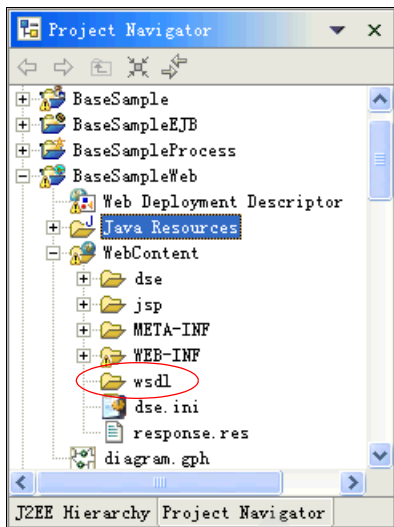 Project Navigator
BaseSample
BaseSampleEJB
BaseSampleProcess
BaseSampleWeb
Web Deployment Descriptor
Java Resources
WebContent
dse
jsp
META-INF
WEB-INF
wsdl
dse.ini
response.res
diagram.gph
J2EE Hierarchy Project Navigator